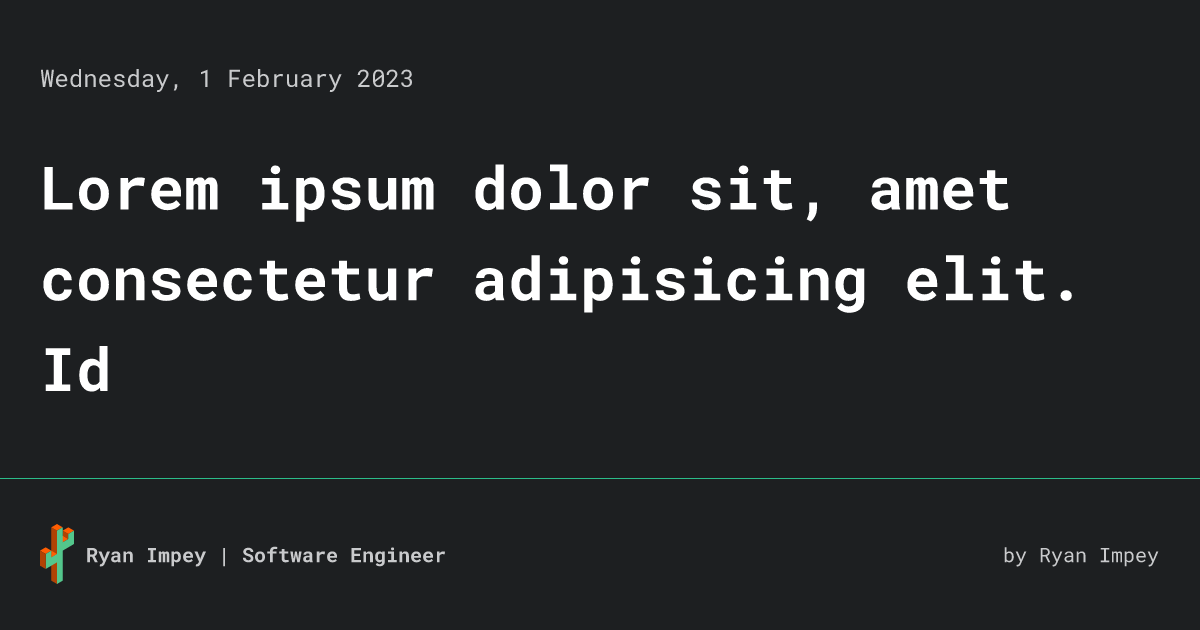 Wednesday, 1 February 2023
Lorem ipsum dolor sit, amet
consectetur adipisicing elit.
Id
Ryan Impey | Software Engineer
by Ryan Impey